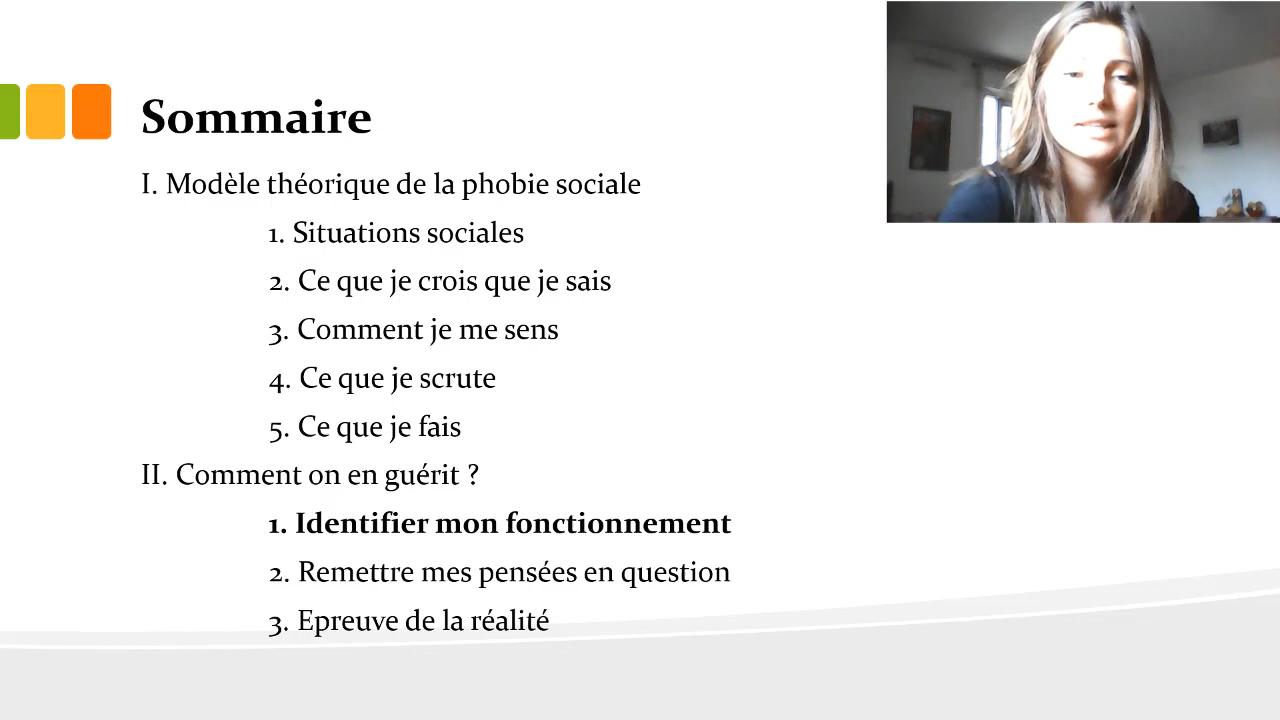 Sommaire
I. Modèle théorique de la phobie sociale
1. Situations sociales
2. Ce que je crois que je sais
3. Comment je me sens
4. Ce que je scrute
5. Ce que je fais
II. Comment on en guérit ?
1. Identifier mon fonctionnement
2. Remettre mes pensées en question
3. Epreuve de la réalité